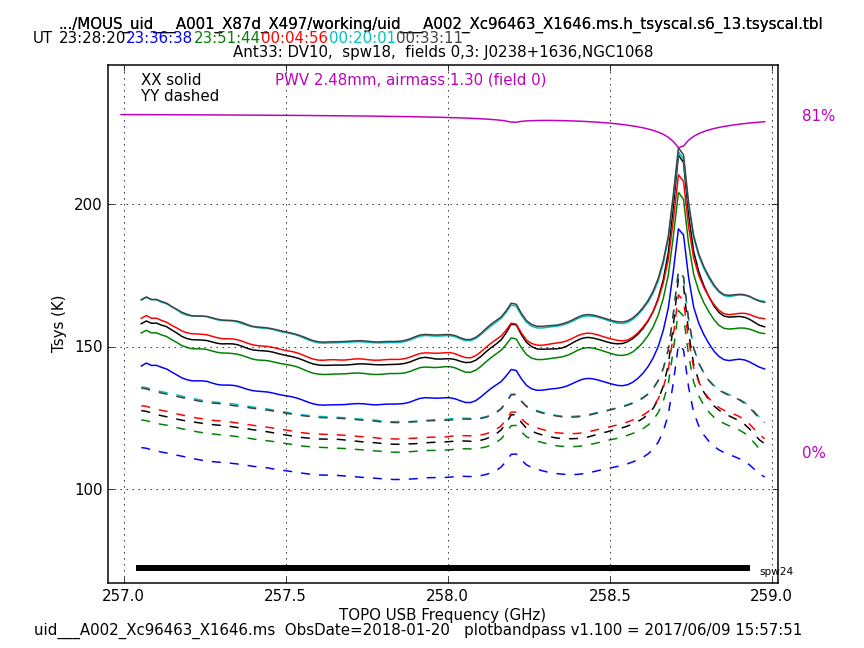 .../MOUS_uid___A001_X87d_X497/working/uid___A002_Xc96463_X1646.ms.h_tsyscal.s6_13.tsyscal.tbl
UT 23:28:20 23:36:38 23:51:44 00:04:56 00:20:01 00:33:11
Ant33: DV10,  spw18,  fields 0,3: J0238+1636,NGC1068
XX solid PWV 2.48mm, airmass 1.30 (field 0)
YY dashed
81%
200
Tsys (K)
150
0%
100
spw24
257.0 257.5 258.0 258.5 259.0
TOPO USB Frequency (GHz)
uid___A002_Xc96463_X1646.ms  ObsDate=2018-01-20   plotbandpass v1.100 = 2017/06/09 15:57:51